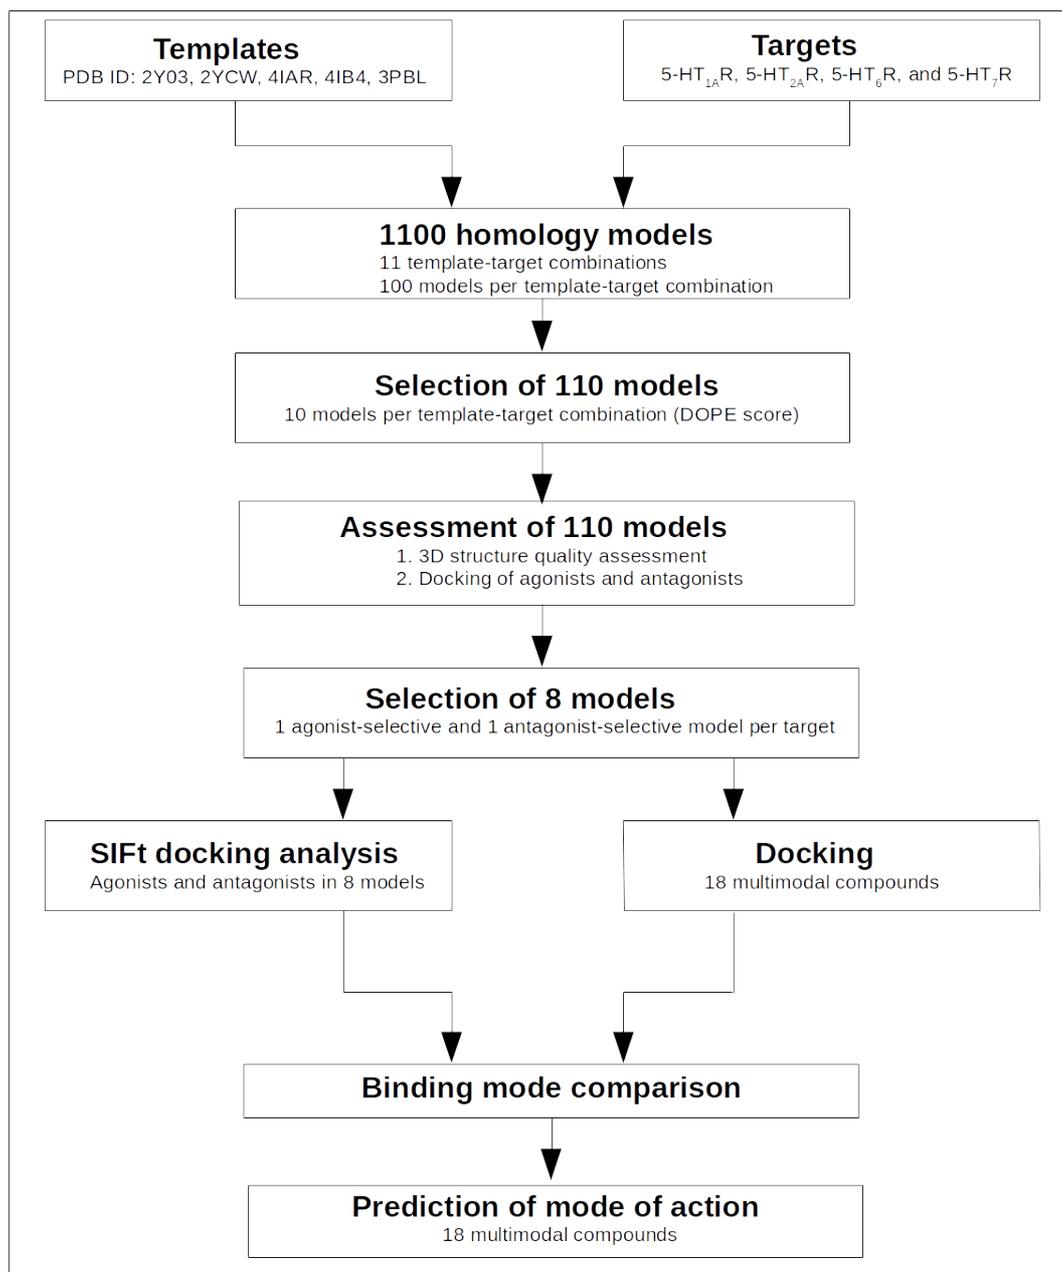 Templates
PDB ID: 2Y03, 2YCW, 4IAR, 4IB4, 3PBL
Targets
5-HT1AR, 5-HT2AR, 5-HT6R, and 5-HT7R
1100 homology models
11 template-target combinations
100 models per template-target combination
Selection of 110 models
10 models per template-target combination (DOPE score)
Assessment of 110 models
1. 3D structure quality assessment
2. Docking of agonists and antagonists
Selection of 8 models
1 agonist-selective and 1 antagonist-selective model per target
SIFt docking analysis
Agonists and antagonists in 8 models
Docking
18 multimodal compounds
Binding mode comparison
Prediction of mode of action
18 multimodal compounds